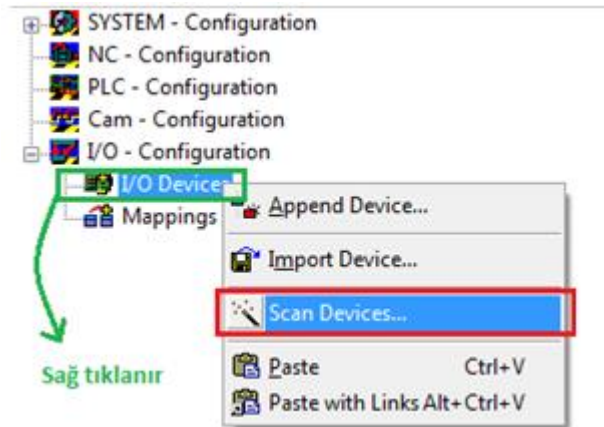 SYSTEM - Configuration
NC - Configuration
PLC - Configuration
Cam - Configuration
I/O - Configuration
I/O Devices
Mappings
Append Device...
Import Device...
Scan Devices...
Paste Ctrl+V
Paste with Links Alt+Ctrl+V
Sağ tıklanır